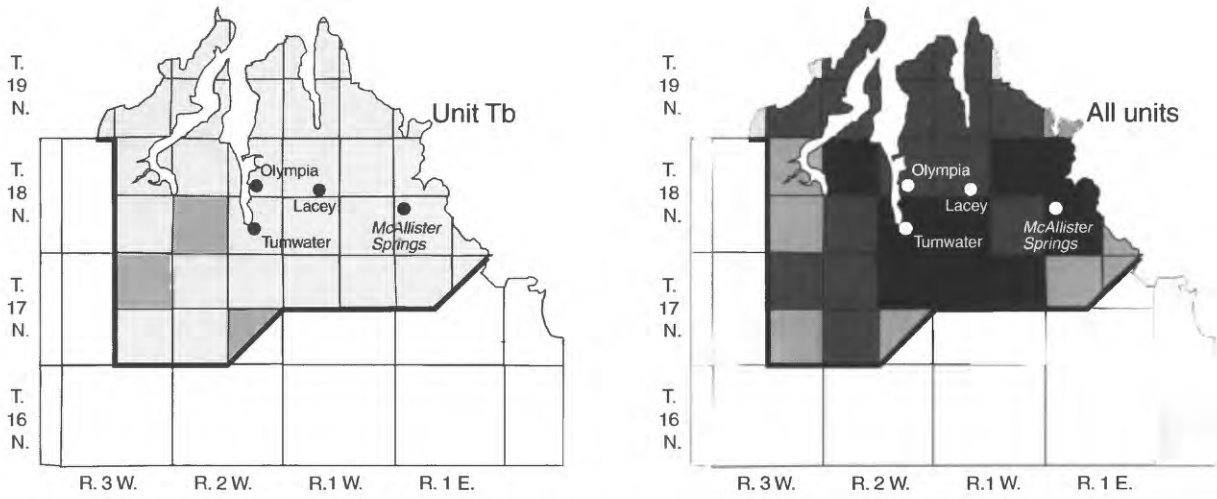 T.
19
N.
T.
18
N.
T.
17
N.
T.
16
N.
Unit Tb
Olympia
Lacey
Tumwater
McAllister
Springs
R. 3 W.
R. 2 W.
R. 1 W.
R. 1 E.
T.
19
N.
T.
18
N.
T.
17
N.
T.
16
N.
All units
Olympia
Lacey
Tumwater
McAllister
Springs
R. 3 W.
R. 2 W.
R. 1 W.
R. 1 E.